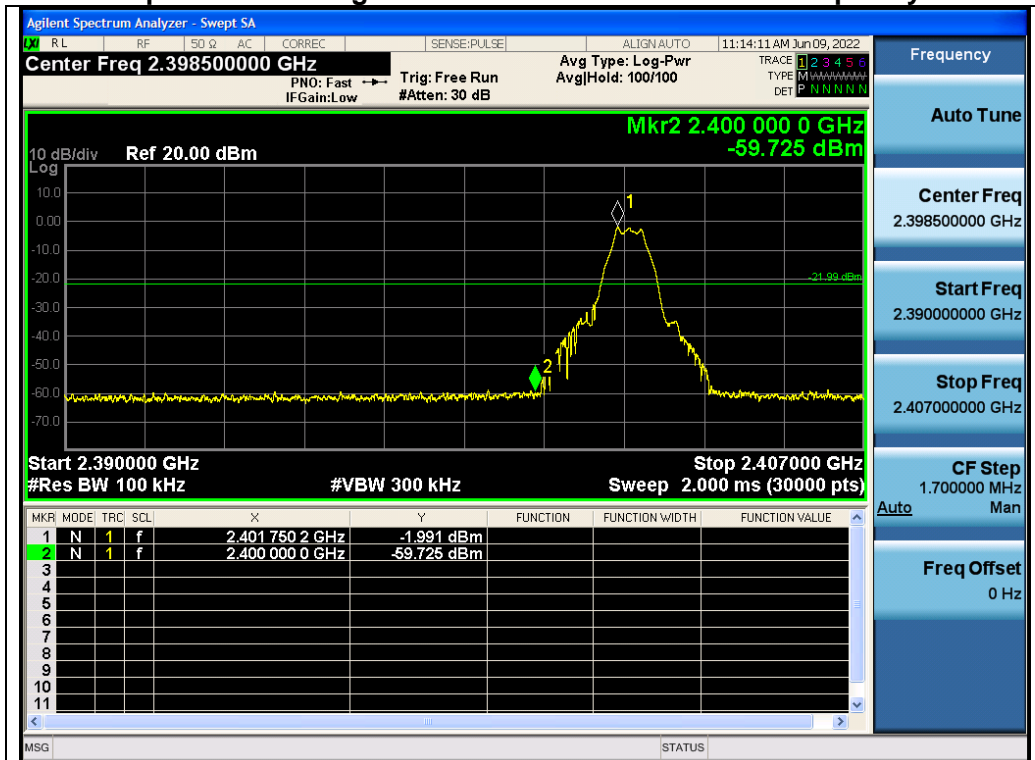 Agilent Spectrum Analyzer - Swept SA
LXI RL RF 50 Ω AC CORREC SENSE:PULSE ALIGN AUTO 11:14:11 AM Jun 09, 2022
Center Freq 2.398500000 GHz
PNO: Fast
IFGain:Low
Trig: Free Run
#Atten: 30 dB
Avg Type: Log-Pwr
Avg|Hold: 100/100
TRACE 1 2 3 4 5 6
TYPE M
DET P N N N N N
Mkr2 2.400 000 0 GHz
-59.725 dBm
10 dB/div Ref 20.00 dBm
Log
10.0
0.00
-10.0
-20.0
-30.0
-40.0
-50.0
-60.0
-70.0
1
-21.99 dBm
2
Start 2.390000 GHz Stop 2.407000 GHz
#Res BW 100 kHz #VBW 300 kHz Sweep 2.000 ms (30000 pts)
MKR MODE TRC SCL X Y FUNCTION FUNCTION WIDTH FUNCTION VALUE
1 N 1 f 2.401 750 2 GHz -1.991 dBm
2 N 1 f 2.400 000 0 GHz -59.725 dBm
3
4
5
6
7
8
9
10
11
MSG STATUS
Frequency
Auto Tune
Center Freq
2.398500000 GHz
Start Freq
2.390000000 GHz
Stop Freq
2.407000000 GHz
CF Step
1.700000 MHz
Auto Man
Freq Offset
0 Hz